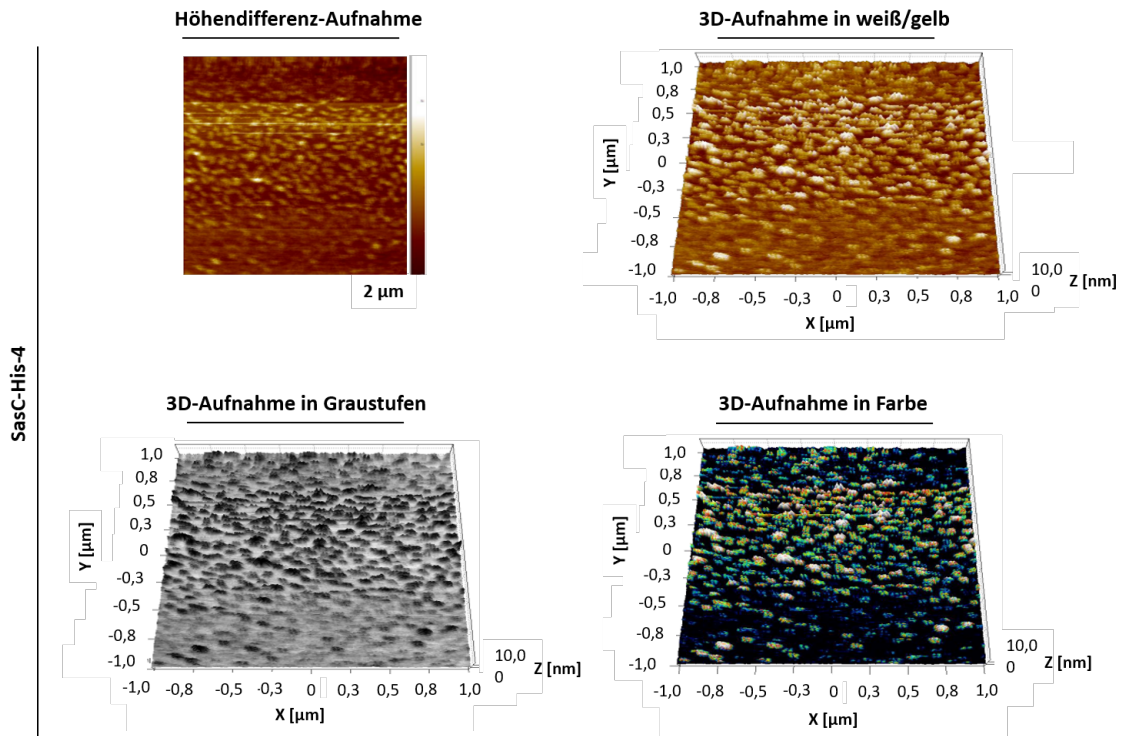 Höhendifferenz-Aufnahme
2 µm
3D-Aufnahme in weiß/gelb
1,0
0,8
0,5
0,3
0
-0,3
-0,5
-0,8
-1,0
Y [µm]
-1,0 -0,8 -0,5 -0,3 0 0,3 0,5 0,8 1,0
X [µm]
10,0
0
Z [nm]
SasC-His-4
3D-Aufnahme in Graustufen
1,0
0,8
0,5
0,3
0
-0,3
-0,5
-0,8
-1,0
Y [µm]
-1,0 -0,8 -0,5 -0,3 0 0,3 0,5 0,8 1,0
X [µm]
10,0
0
Z [nm]
3D-Aufnahme in Farbe
1,0
0,8
0,5
0,3
0
-0,3
-0,5
-0,8
-1,0
Y [µm]
-1,0 -0,8 -0,5 -0,3 0 0,3 0,5 0,8 1,0
X [µm]
10,0
0
Z [nm]